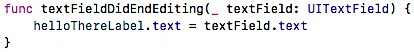 func textFieldDidEndEditing(_ textField: UITextField) {
    helloThereLabel.text = textField.text
}